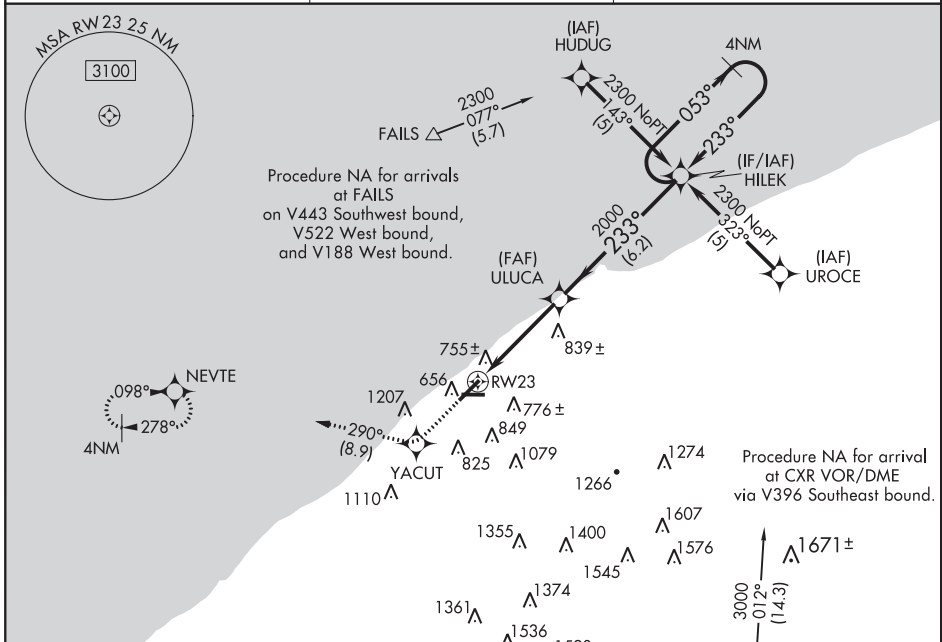 MSA RW 23 25 NM
3100
(IAF)
HUDUG
4NM
2300 NoPT
143°
(5)
053°
233°
2300
077°
(5.7)
FAILS
(IF/IAF)
HILEK
Procedure NA for arrivals
at FAILS
on V443 Southwest bound,
V522 West bound,
and V188 West bound.
2000
233°
(6.2)
2300 NoPT
323°
(5)
(IAF)
UROCE
(FAF)
ULUCA
839±
755±
NEVTE
098°
278°
4NM
656
RW23
1207
776±
290°
(8.9)
849
YACUT
825
1079
1274
1266
Procedure NA for arrival
at CXR VOR/DME
via V396 Southeast bound.
1110
1607
1355
1400
1576
1545
1671±
1374
3000
012°
(14.3)
1361
1536